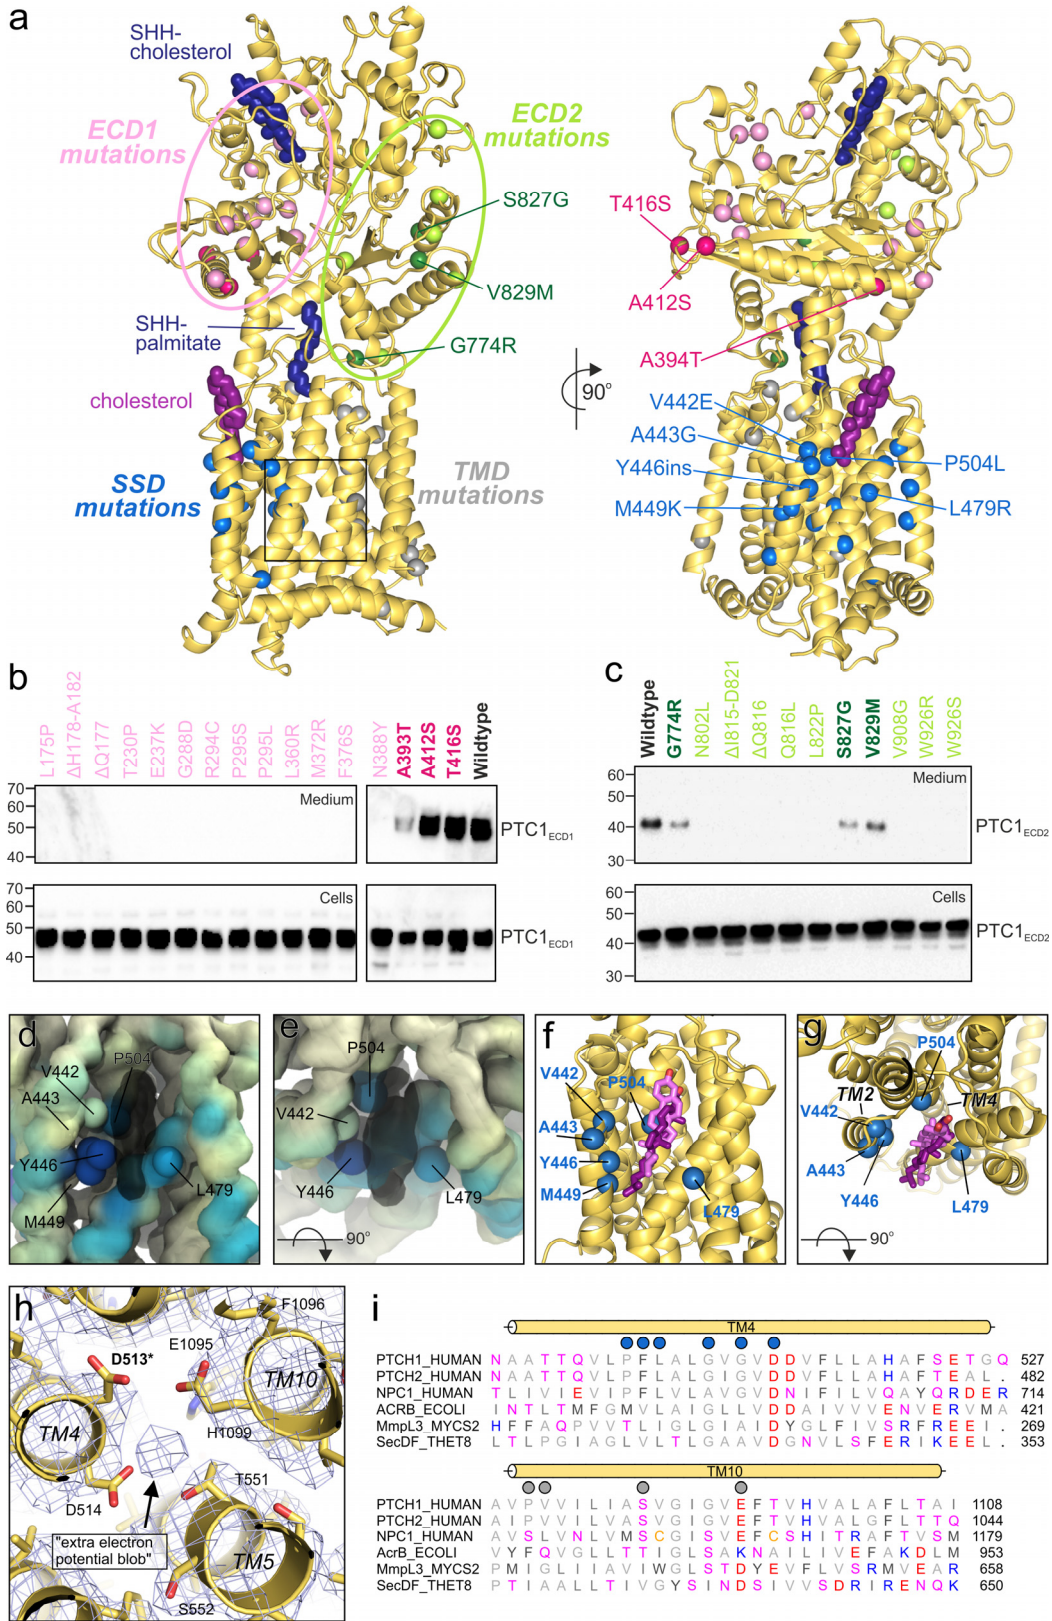 a
SHH-
cholesterol
ECD1
mutations
ECD2
mutations
S827G
V829M
G774R
SHH-
palmitate
cholesterol
SSD
mutations
TMD
mutations
90°
T416S
A412S
A394T
V442E
A443G
Y446ins
M449K
P504L
L479R
b
L175P
ΔH178-A182
ΔQ177
T230P
E237K
G288D
R294C
P295S
P295L
L360R
M372R
F376S
N388Y
A393T
A412S
T416S
Wildtype
70
60
50
40
Medium
PTC1ECD1
70
60
50
40
Cells
PTC1ECD1
c
Wildtype
G774R
N802L
ΔI815-D821
ΔQ816
Q816L
L822P
S827G
V829M
V908G
W926R
W926S
60
50
40
30
Medium
PTC1ECD2
60
50
40
30
Cells
PTC1ECD2
d
P504
V442
A443
Y446
M449
L479
e
P504
V442
Y446
L479
90°
f
V442
P504
A443
Y446
M449
L479
g
P504
TM2
TM4
V442
A443
Y446
L479
90°
h
F1096
E1095
D513*
TM10
TM4
H1099
T551
D514
"extra electron
potential blob"
TM5
S552
i
TM4
PTCH1_HUMAN N A A T T Q V L P F L A L G V G V D D V F L L A H A F S E T G Q 527
PTCH2_HUMAN N A A T T Q V L P F L A L G I G V D D V F L L A H A F T E A L . 482
NPC1_HUMAN T L I V I E V I P F L V L A V G V D N I F I L V Q A Y Q R D E R 714
ACRB_ECOLI I N T L T M F G M V L A I G L L V D D A I V V V E N V E R V M A 421
MmpL3_MYCS2 H F F A Q P V V T L I G L G I A I D Y G L F I V S R F R E E I . 269
SecDF_THET8 L T L P G I A G L V L T L G A A V D G N V L S F E R I K E E L . 353
TM10
PTCH1_HUMAN A V P V V I L I A S V G I G V E F T V H V A L A F L T A I 1108
PTCH2_HUMAN A I P V V I L V A S V G I G V E F T V H V A L G F L T T Q 1044
NPC1_HUMAN A V S L V N L V M S C G I S V E F C S H I T R A F T V S M 1179
AcrB_ECOLI V Y F Q V G L L T T I G L S A K N A I L I V E F A K D L M 953
MmpL3_MYCS2 P M I G L I I A V I W G L S T D Y E V F L V S R M V E A R 658
SecDF_THET8 P T I A A L L T I V G Y S I N D S I V V S D R I R E N Q K 650